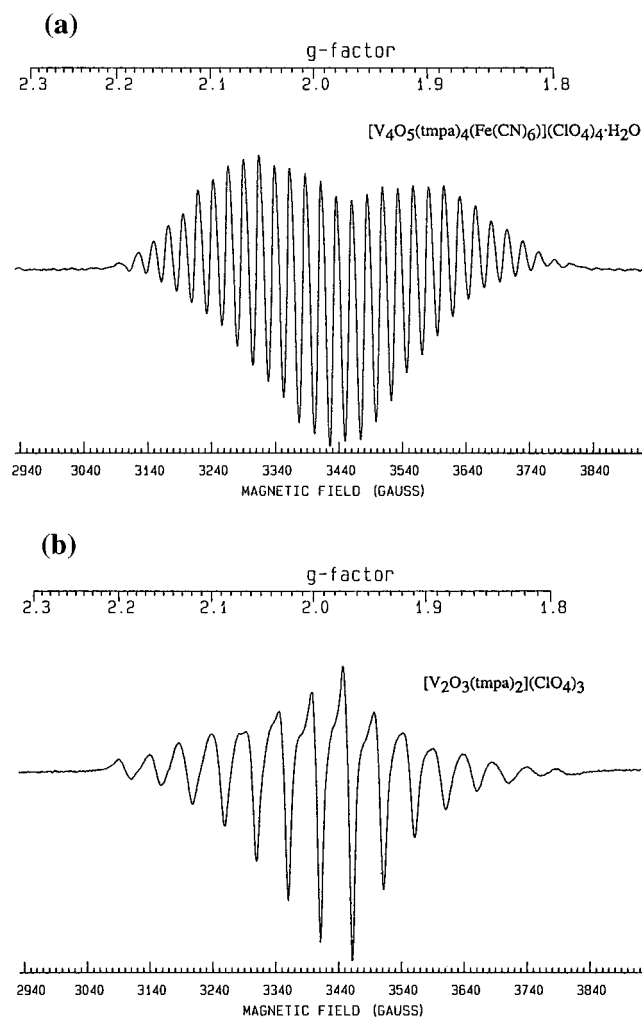 (a)
g-factor
2.3 2.2 2.1 2.0 1.9 1.8
[V4O5(tmpa)4(Fe(CN)6)](ClO4)4·H2O
2940 3040 3140 3240 3340 3440 3540 3640 3740 3840
MAGNETIC FIELD (GAUSS)
(b)
g-factor
2.3 2.2 2.1 2.0 1.9 1.8
[V2O3(tmpa)2](ClO4)3
2940 3040 3140 3240 3340 3440 3540 3640 3740 3840
MAGNETIC FIELD (GAUSS)